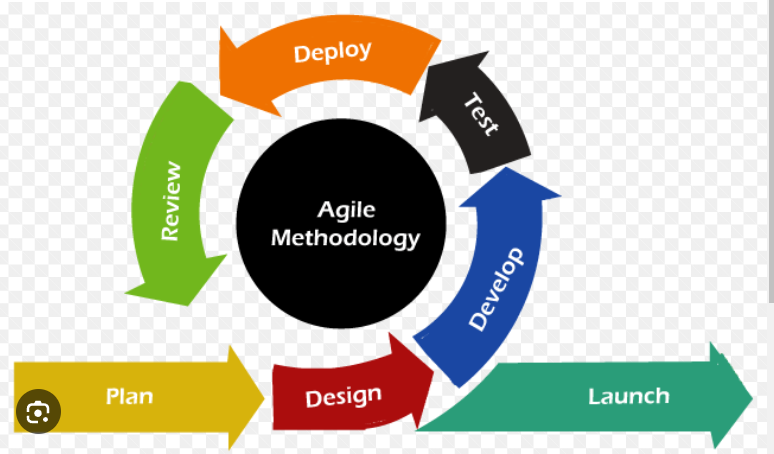 Deploy
Test
Review
Agile
Methodology
Develop
Plan
Design
Launch